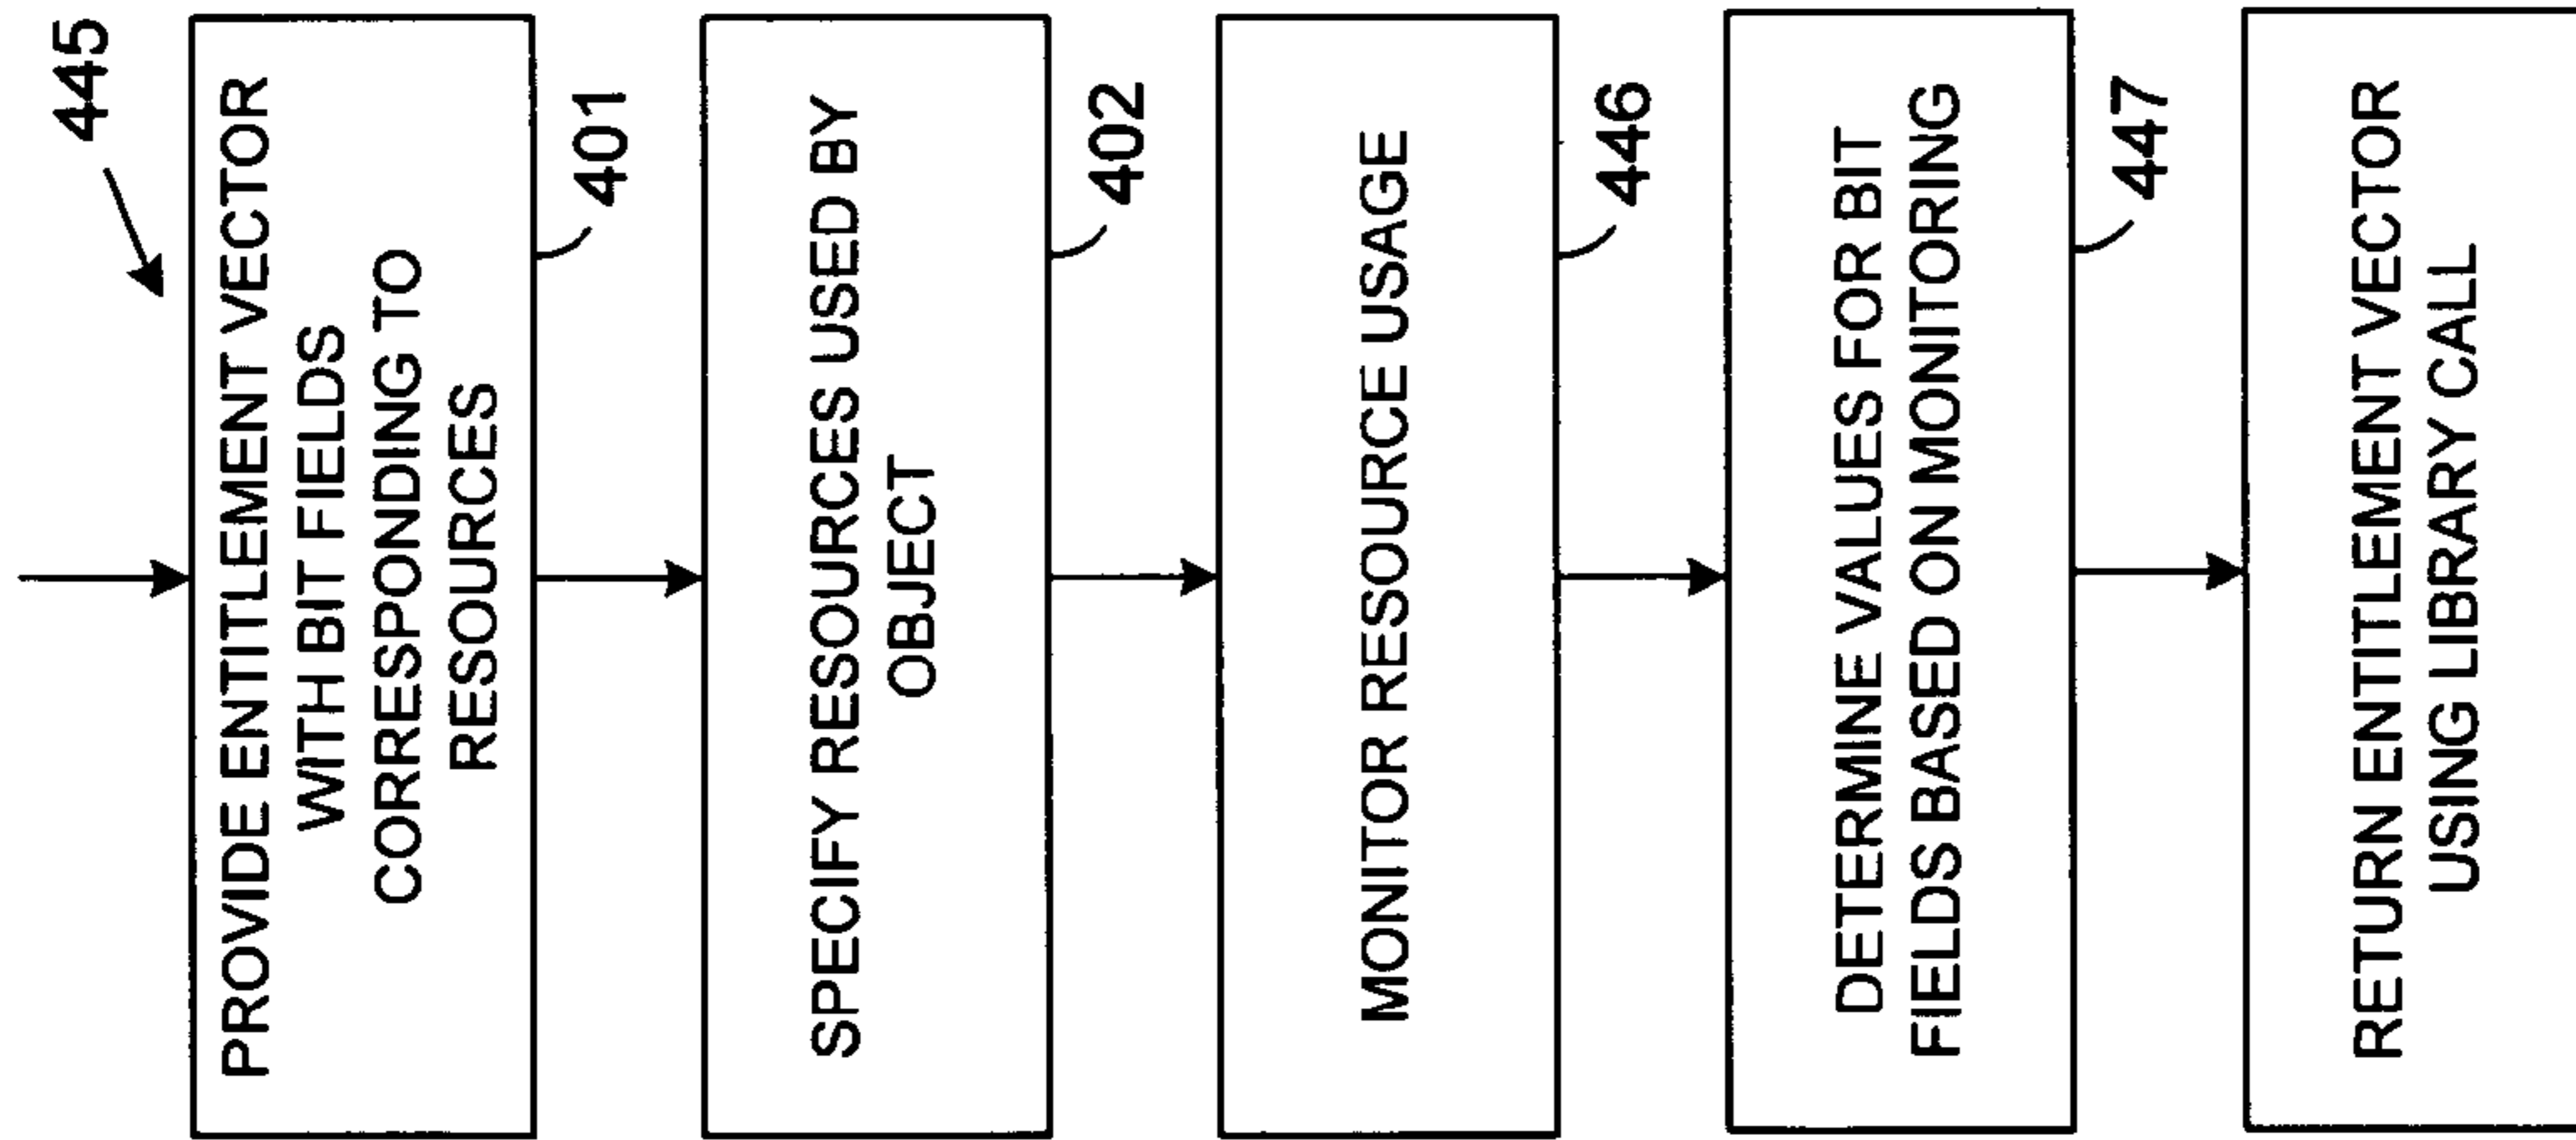 445
PROVIDE ENTITLEMENT VECTOR
WITH BIT FIELDS
CORRESPONDING TO
RESOURCES
401
SPECIFY RESOURCES USED BY
OBJECT
402
MONITOR RESOURCE USAGE
446
DETERMINE VALUES FOR BIT
FIELDS BASED ON MONITORING
447
RETURN ENTITLEMENT VECTOR
USING LIBRARY CALL